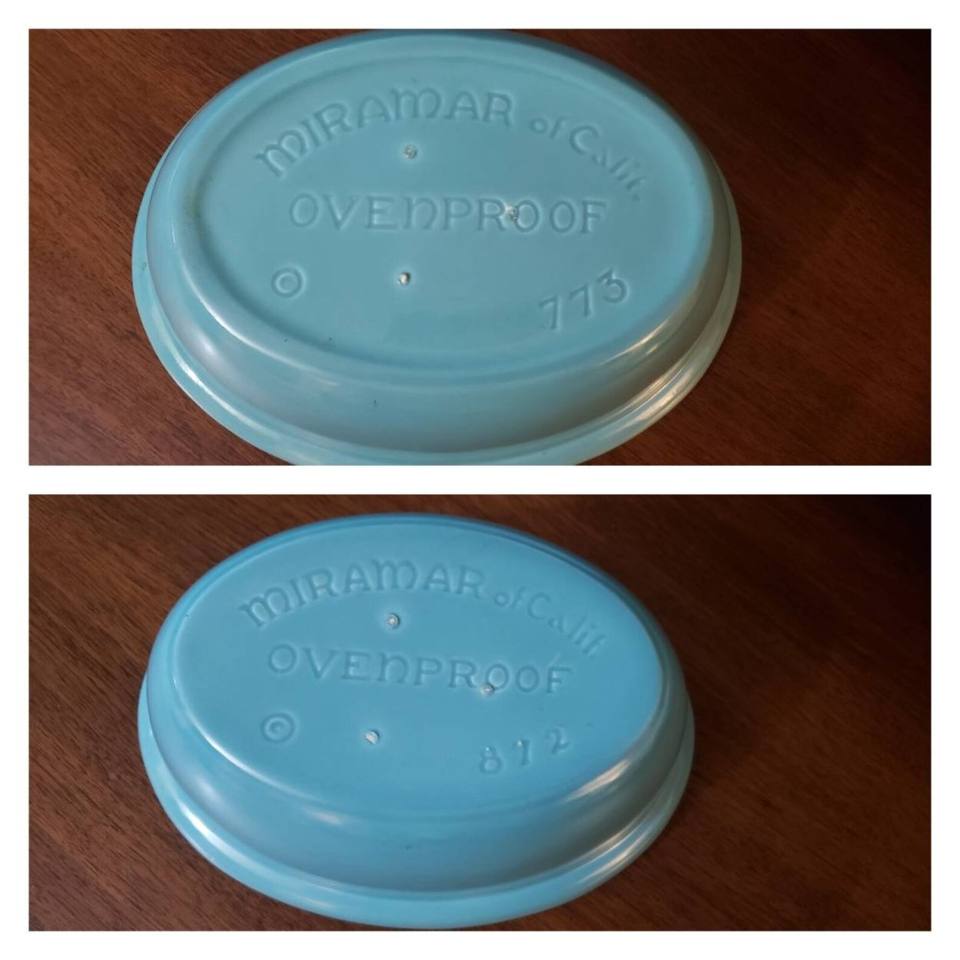 MIRAMAR of Calif.
OVENPROOF
© 773
MIRAMAR of Calif
OVENPROOF
© 872